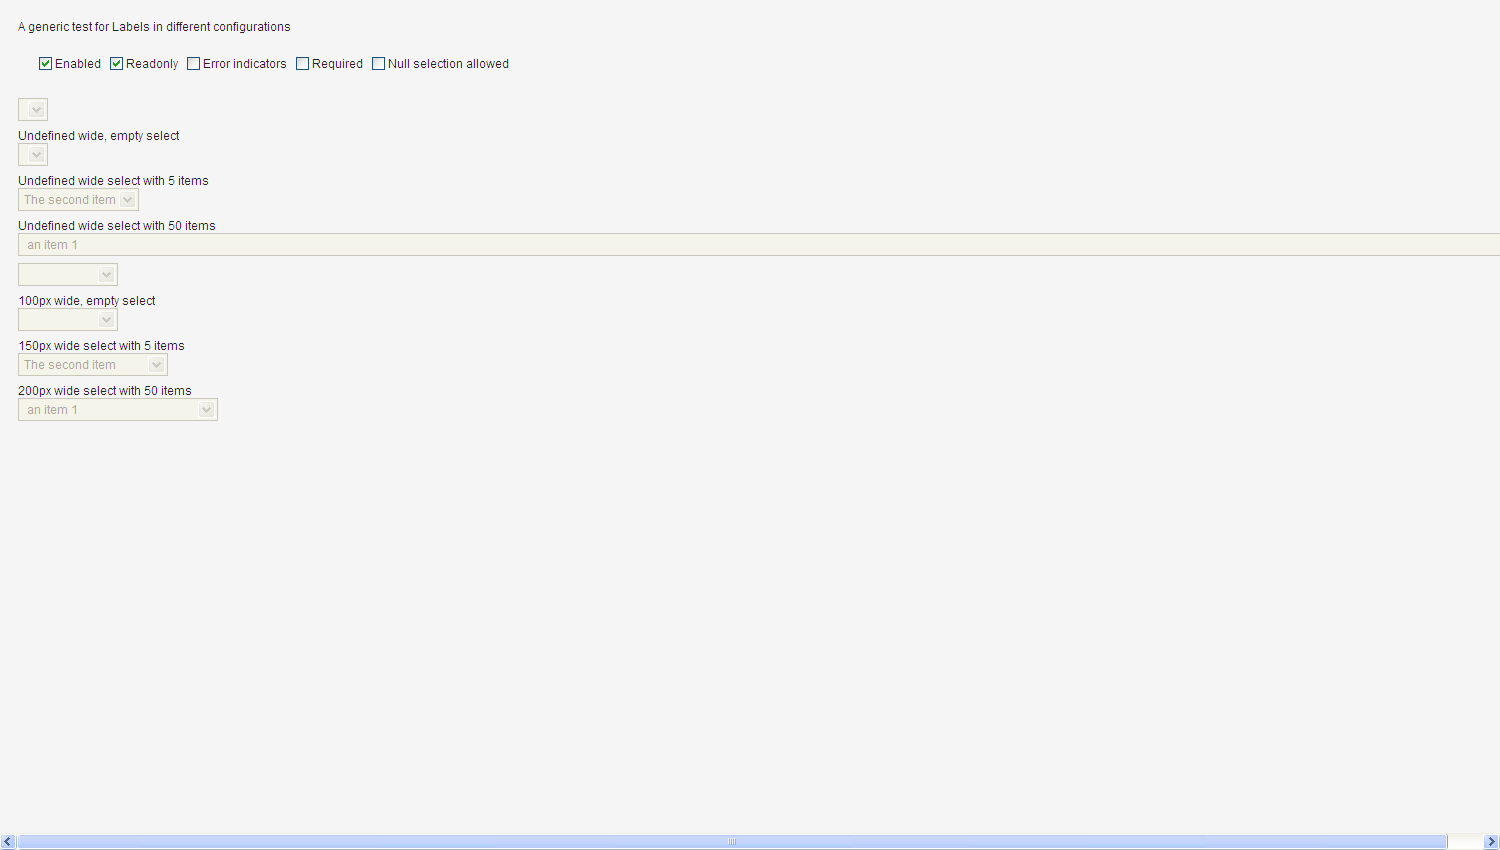 A generic test for Labels in different configurations
Enabled Readonly Error indicators Required Null selection allowed
Undefined wide, empty select
Undefined wide select with 5 items
The second item
Undefined wide select with 50 items
an item 1
100px wide, empty select
150px wide select with 5 items
The second item
200px wide select with 50 items
an item 1